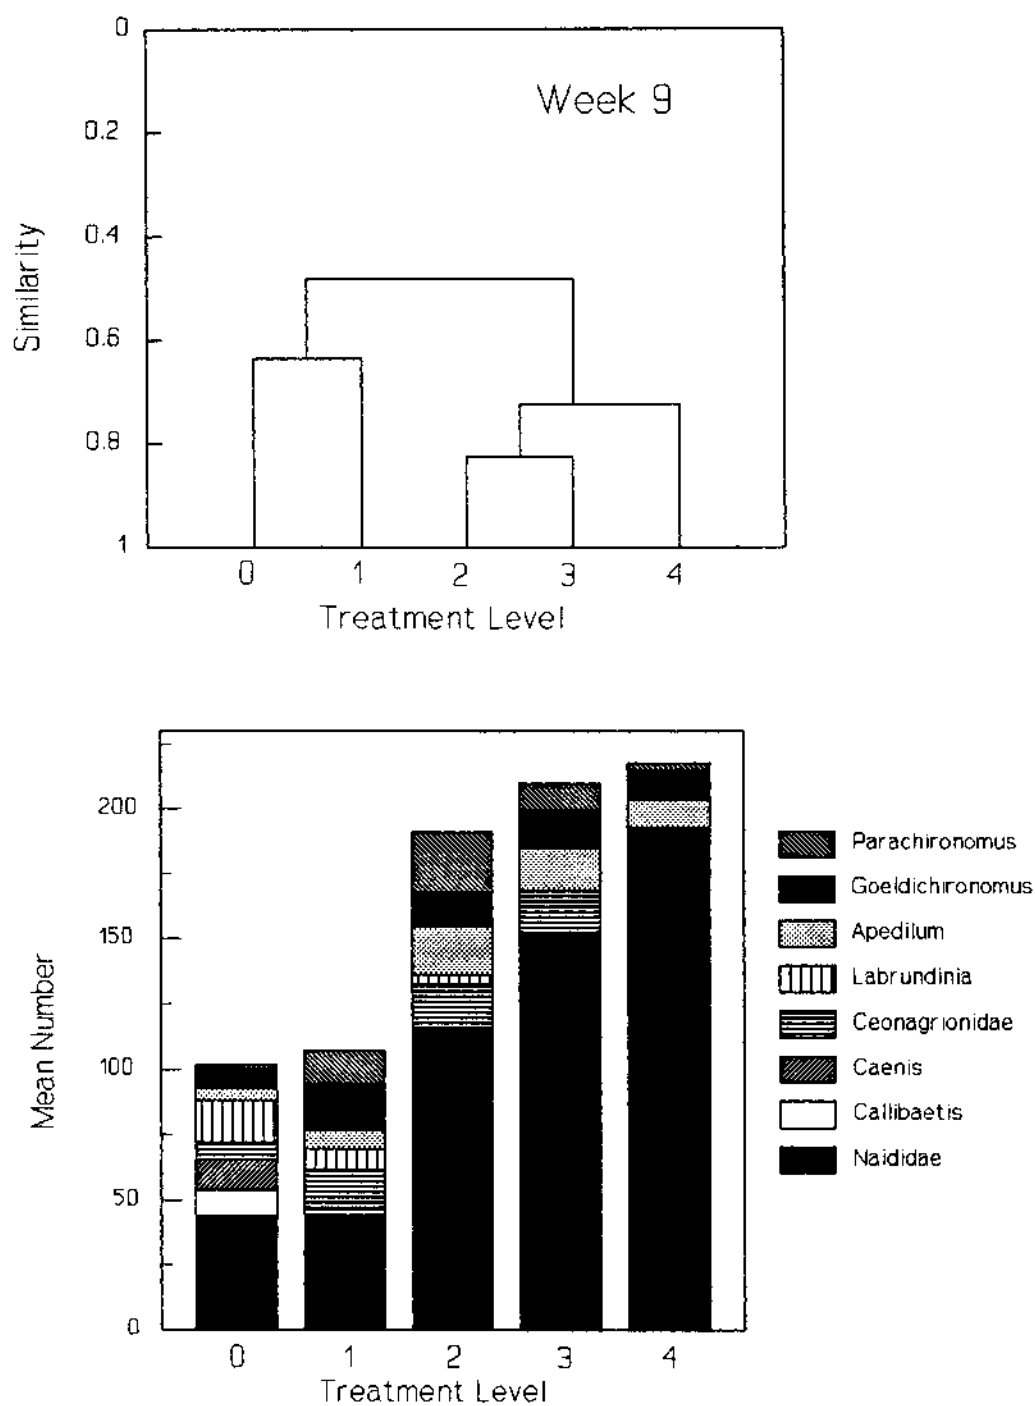 Week 9
0
0.2
0.4
0.6
0.8
1
Similarity
0 1 2 3 4
Treatment Level
200
150
100
50
0
Mean Number
0 1 2 3 4
Treatment Level
Parachironomus
Goeldichironomus
Apedilum
Labrundinia
Ceonagrionidae
Caenis
Callibaetis
Naididae